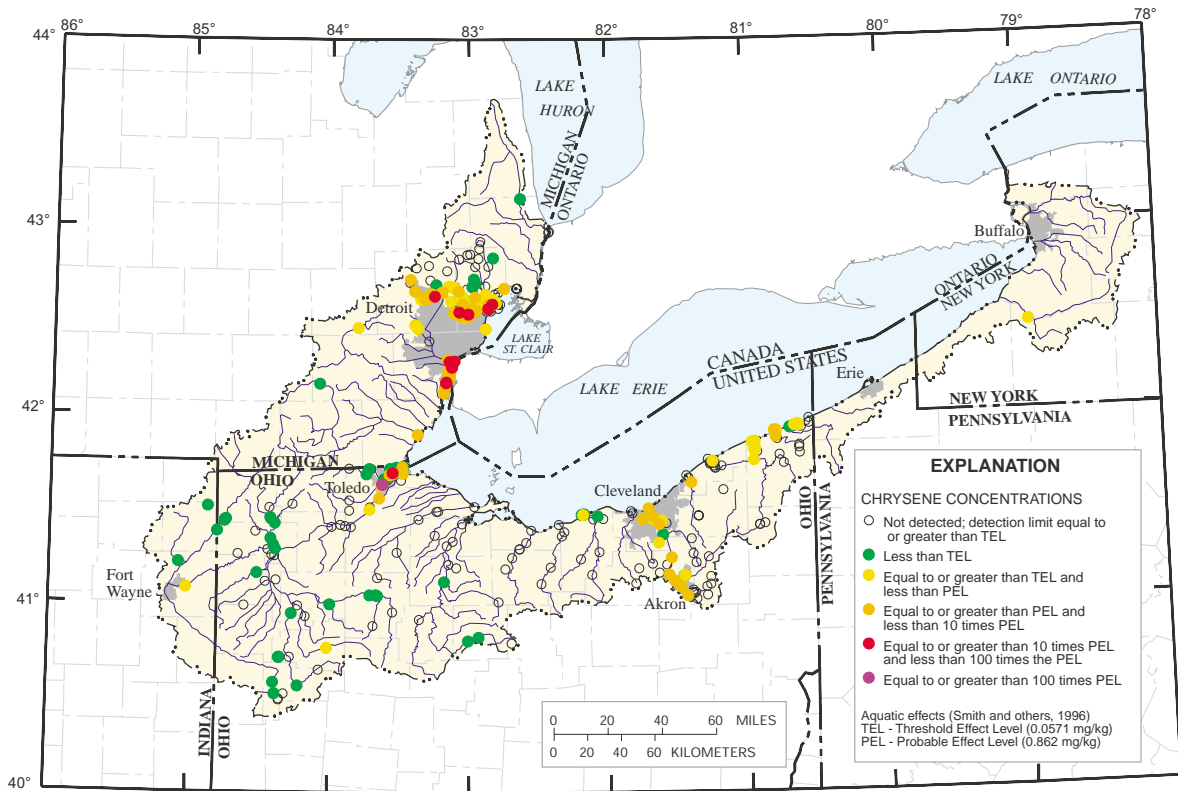 86°
85°
84°
83°
82°
81°
80°
79°
78°
44°
43°
42°
41°
40°
LAKE
HURON
LAKE ONTARIO
MICHIGAN
ONTARIO
Buffalo
ONTARIO
NEW YORK
Detroit
LAKE
ST. CLAIR
CANADA
UNITED STATES
LAKE ERIE
Erie
NEW YORK
PENNSYLVANIA
MICHIGAN
OHIO
Toledo
Cleveland
OHIO
PENNSYLVANIA
Fort
Wayne
Akron
INDIANA
OHIO
0 20 40 60 MILES
0 20 40 60 KILOMETERS
EXPLANATION
CHRYSENE CONCENTRATIONS
Not detected; detection limit equal to
or greater than TEL
Less than TEL
Equal to or greater than TEL and
less than PEL
Equal to or greater than PEL and
less than 10 times PEL
Equal to or greater than 10 times PEL
and less than 100 times the PEL
Equal to or greater than 100 times PEL
Aquatic effects (Smith and others, 1996)
TEL - Threshold Effect Level (0.0571 mg/kg)
PEL - Probable Effect Level (0.862 mg/kg)